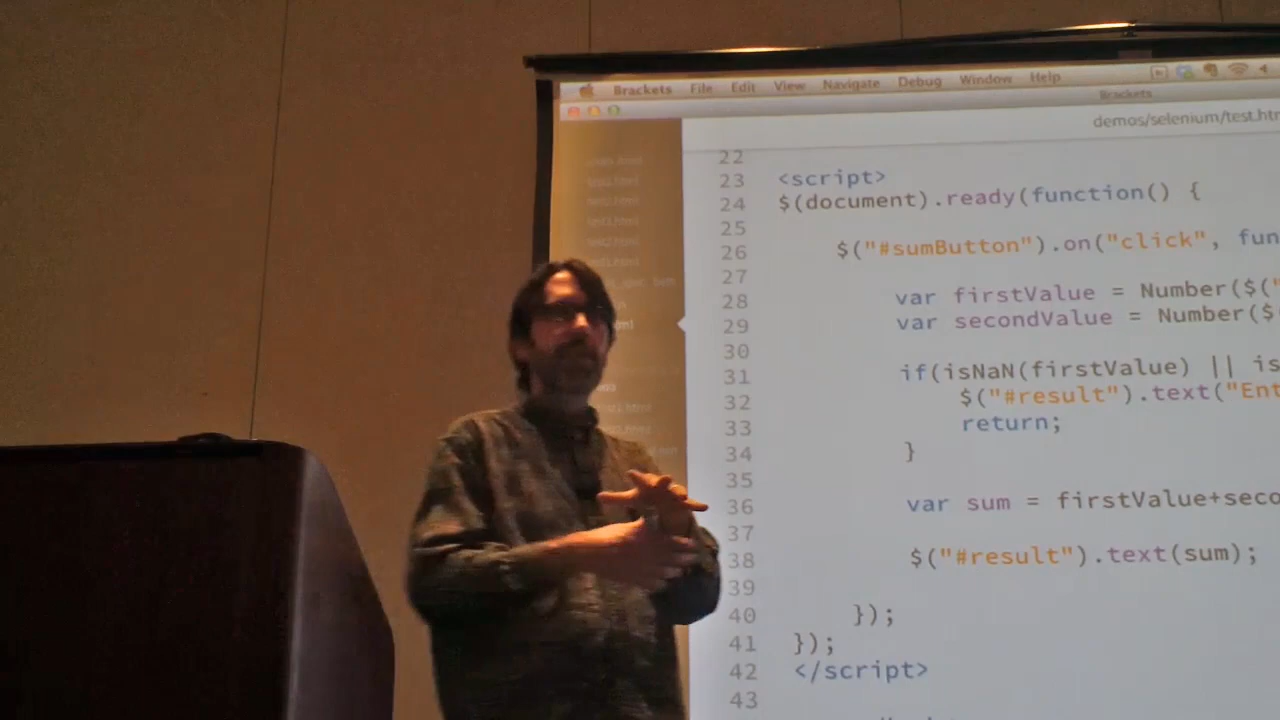 Brackets File Edit View Navigate Debug Window Help
Brackets
demos/selenium/test.htm
22
23 <script>
24 $(document).ready(function() {
25
26 $("#sumButton").on("click", fun
27
28 var firstValue = Number($("
29 var secondValue = Number($
30
31 if(isNaN(firstValue) || is
32 $("#result").text("Ent
33 return;
34 }
35
36 var sum = firstValue+seco
37
38 $("#result").text(sum);
39
40 });
41 });
42 </script>
43